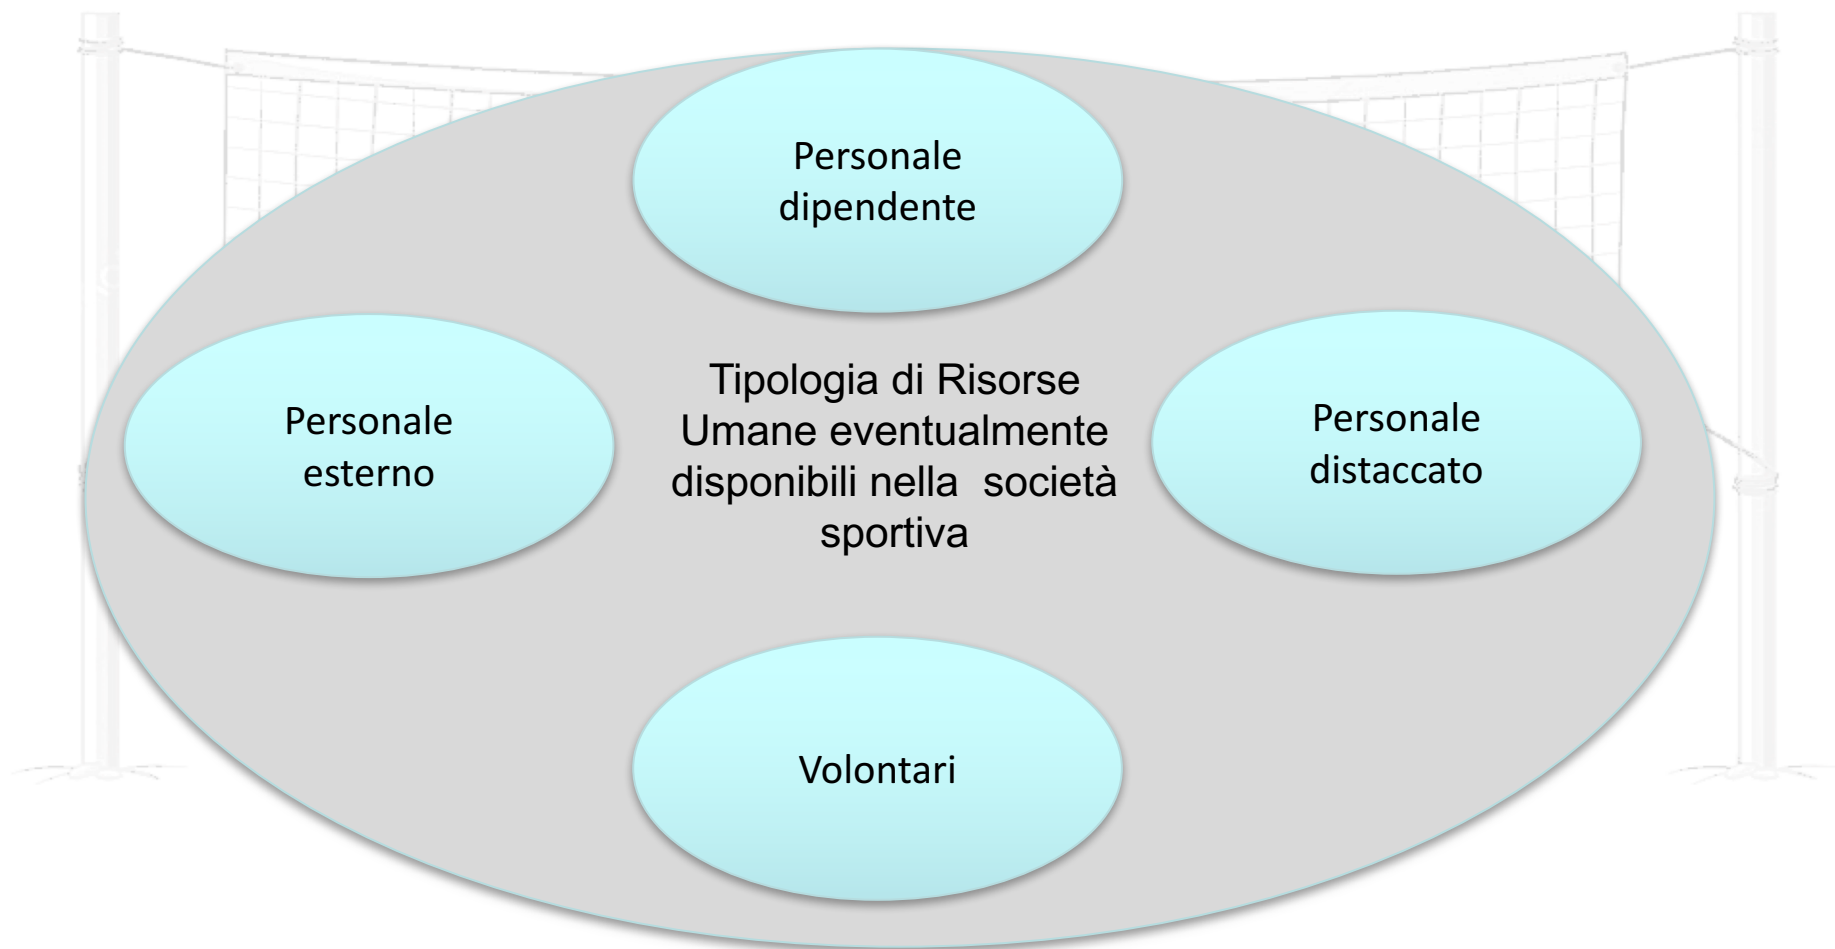 Personale
dipendente
Personale
esterno
Tipologia di Risorse
Umane eventualmente
disponibili nella  società
sportiva
Personale
distaccato
Volontari